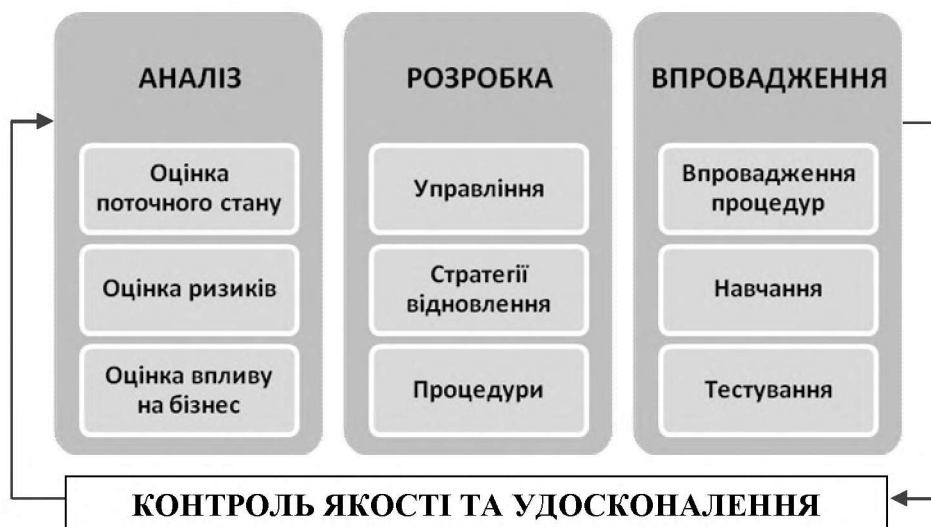 АНАЛІЗ
Оцінка
поточного стану
Оцінка ризиків
Оцінка впливу
на бізнес
РОЗРОБКА
Управління
Стратегії
відновлення
Процедури
ВПРОВАДЖЕННЯ
Впровадження
процедур
Навчання
Тестування
КОНТРОЛЬ ЯКОСТІ ТА УДОСКОНАЛЕННЯ